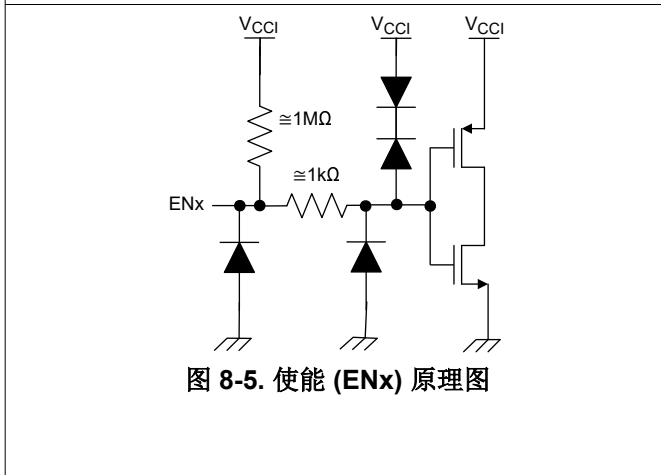 VCCI VCCI VCCI
≅1MΩ
≅1kΩ
ENx
图 8-5. 使能 (ENx) 原理图